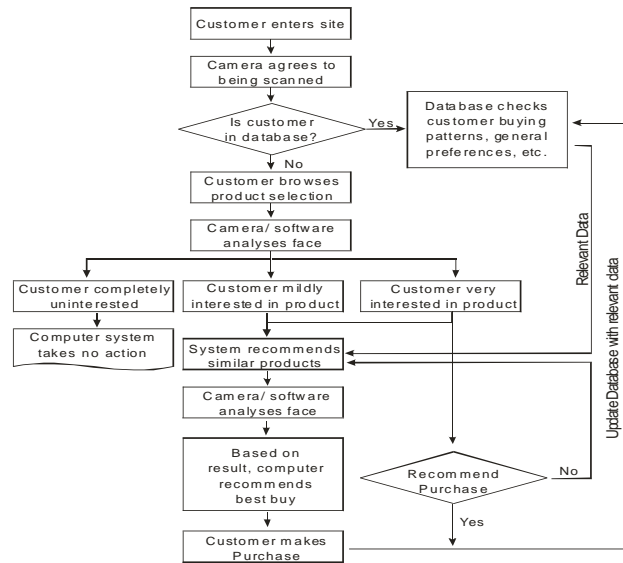 Customer enters site
Camera agrees to
being scanned
Is customer
in database?
Yes
Database checks
customer buying
patterns, general
preferences, etc.
No
Customer browses
product selection
Camera/ software
analyses face
Relevant Data
Update Database with relevant data
Customer completely
uninterested
Customer mildly
interested in product
Customer very
interested in product
Computer system
takes no action
System recommends
similar products
Camera/ software
analyses face
Based on
result, computer
recommends
best buy
Recommend
Purchase
No
Yes
Customer makes
Purchase